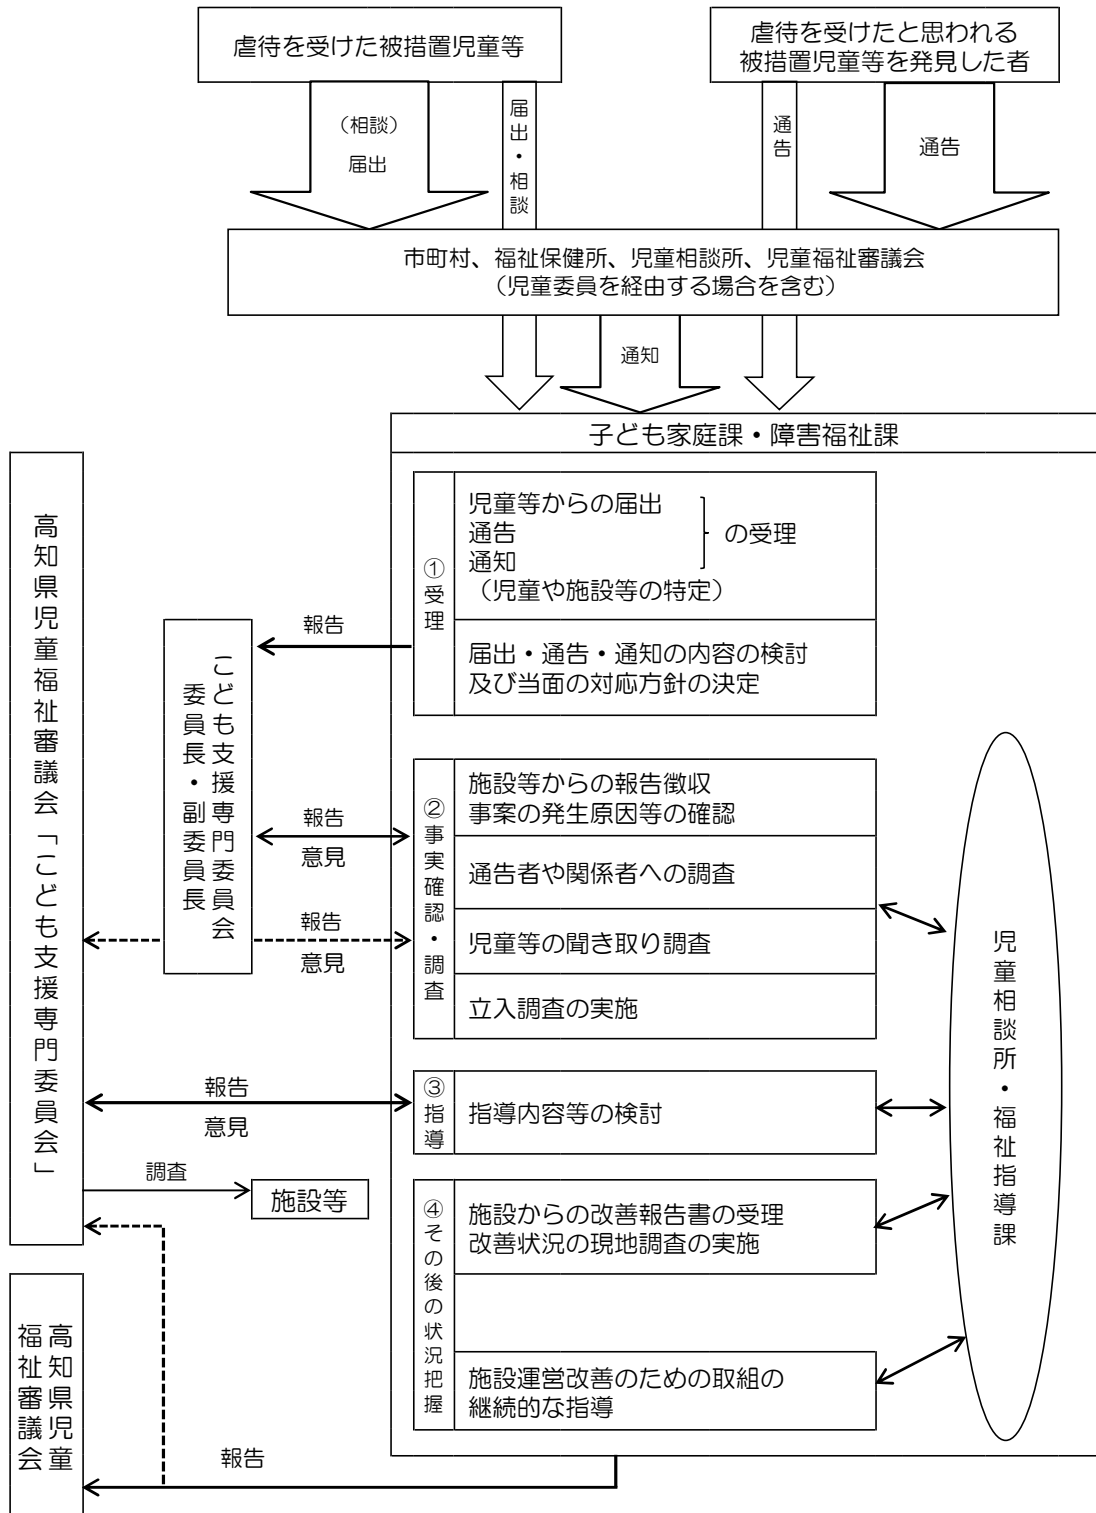 虐待を受けた被措置児童等
虐待を受けたと思われる
被措置児童等を発見した者
（相談）
届出
届出・相談
通告
通告
市町村、福祉保健所、児童相談所、児童福祉審議会
（児童委員を経由する場合を含む）
通知
子ども家庭課・障害福祉課
高知県児童福祉審議会「こども支援専門委員会」
こども支援専門委員会
委員長・副委員長
①受理
児童等からの届出
通告
通知
の受理
（児童や施設等の特定）
報告
届出・通告・通知の内容の検討
及び当面の対応方針の決定
②事実確認・調査
施設等からの報告徴収
事案の発生原因等の確認
報告
意見
通告者や関係者への調査
報告
意見
児童等の聞き取り調査
立入調査の実施
児童相談所・福祉指導課
③指導
報告
意見
指導内容等の検討
調査
施設等
④その後の状況把握
施設からの改善報告書の受理
改善状況の現地調査の実施
施設運営改善のための取組の
継続的な指導
高知県児童
福祉審議会
報告